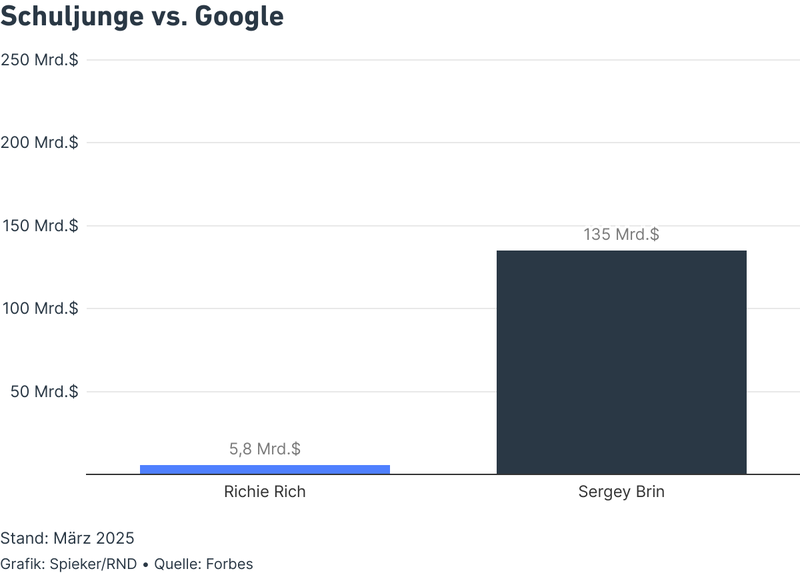 Schuljunge vs. Google
250 Mrd.$
200 Mrd.$
150 Mrd.$
135 Mrd.$
100 Mrd.$
50 Mrd.$
5,8 Mrd.$
Richie Rich
Sergey Brin
Stand: März 2025
Grafik: Spieker/RND • Quelle: Forbes